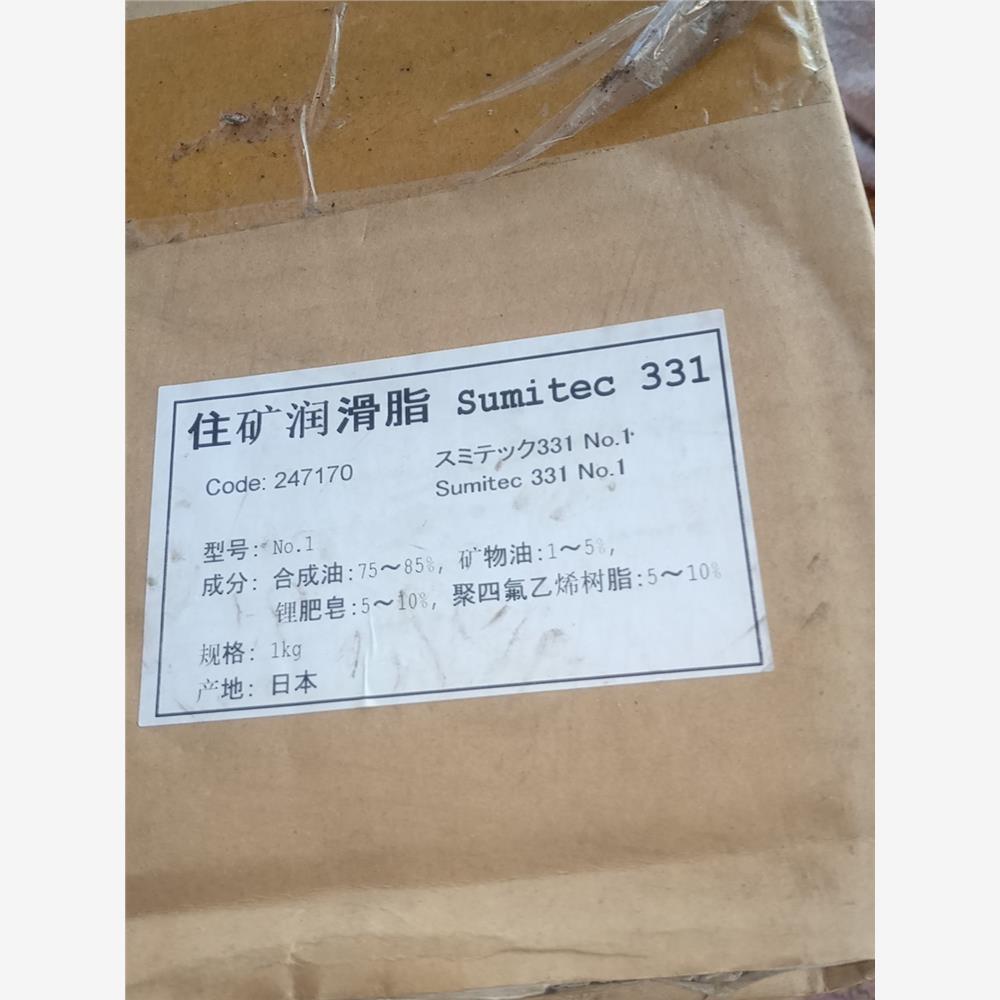 住矿润滑脂 Sumitec 331
Code: 247170
スミテック331 No.1
Sumitec 331 No.1
型号: No.1
成分: 合成油:75～85%, 矿物油:1～5%,
锂肥皂:5～10%, 聚四氟乙烯树脂:5～10%
规格: 1kg
产地: 日本